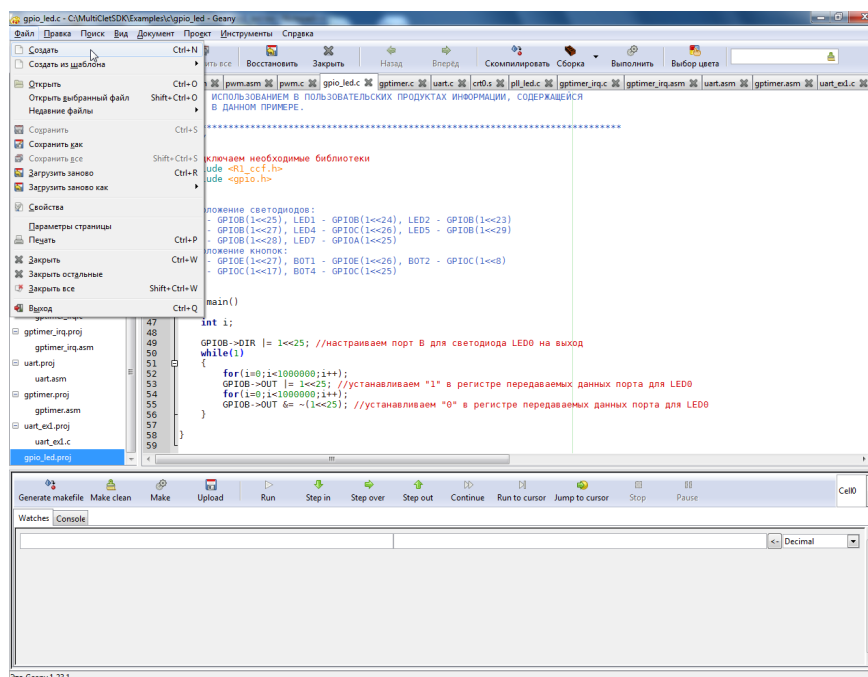 gpio_led.c - C:\MultiCletSDK\Examples\c\gpio_led - Geany
Файл Правка Поиск Вид Документ Проект Инструменты Справка
Создать Ctrl+N
Создать из шаблона
Открыть Ctrl+O
Открыть выбранный файл Shift+Ctrl+O
Недавние файлы
Сохранить Ctrl+S
Сохранить как
Сохранить все Shift+Ctrl+S
Загрузить заново Ctrl+R
Загрузить заново как
Свойства
Параметры страницы
Печать Ctrl+P
Закрыть Ctrl+W
Закрыть остальные
Закрыть все Shift+Ctrl+W
Выход Ctrl+Q
ить все Восстановить Закрыть Назад Вперёд Скомпилировать Сборка Выполнить Выбор цвета
pwm.asm pwm.c gpio_led.c gptimer.c uart.c crt0.s pll_led.c gptimer_irq.c gptimer_irq.asm uart.asm gptimer.asm uart_ex1.c
ИСПОЛЬЗОВАНИЕМ В ПОЛЬЗОВАТЕЛЬСКИХ ПРОДУКТАХ ИНФОРМАЦИИ, СОДЕРЖАЩЕЙСЯ
В ДАННОМ ПРИМЕРЕ.
дключаем необходимые библиотеки
ude <R1_ccf.h>
ude <gpio.h>
оложение светодиодов:
- GPIOB(1<<25), LED1 - GPIOB(1<<24), LED2 - GPIOB(1<<23)
- GPIOB(1<<27), LED4 - GPIOC(1<<26), LED5 - GPIOB(1<<29)
- GPIOB(1<<28), LED7 - GPIOA(1<<25)
оложение кнопок:
- GPIOE(1<<27), BOT1 - GPIOE(1<<26), BOT2 - GPIOC(1<<8)
- GPIOC(1<<17), BOT4 - GPIOC(1<<25)
main()
47 int i;
48
49 GPIOB->DIR |= 1<<25; //настраиваем порт B для светодиода LED0 на выход
50 while(1)
51 {
52 for(i=0;i<1000000;i++);
53 GPIOB->OUT |= 1<<25; //устанавливаем "1" в регистре передаваемых данных порта для LED0
54 for(i=0;i<1000000;i++);
55 GPIOB->OUT &= ~(1<<25); //устанавливаем "0" в регистре передаваемых данных порта для LED0
56 }
57
58 }
59
gptimer_irq.proj
gptimer_irq.asm
uart.proj
uart.asm
gptimer.proj
gptimer.asm
uart_ex1.proj
uart_ex1.c
gpio_led.proj
Generate makefile Make clean Make Upload Run Step in Step over Step out Continue Run to cursor Jump to cursor Stop Pause
Cell0
Watches Console
<- Decimal